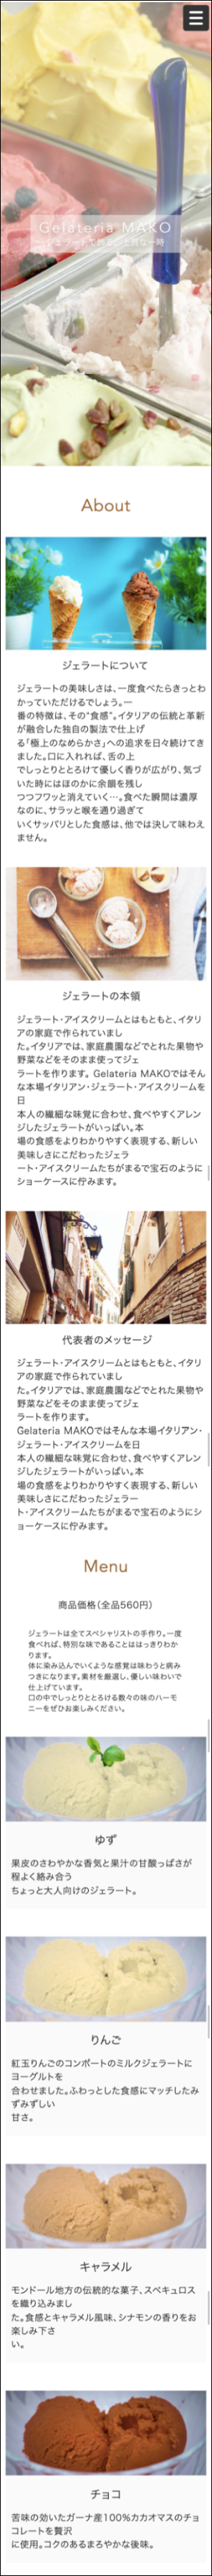 Gelateria MAKO
About
ジェラートについて
ジェラートの美味しさは、一度食べたらきっとわ
かっていただけるでしょう。一
番の特徴は、その"食感"。イタリアの伝統と革新
が融合した独自の製法で仕上げ
る「極上のなめらかさ」への追求を日々続けてき
ました。口に入れれば、舌の上
でしっとりととろけて優しく香りが広がり、気づ
いた時にはほのかに余韻を残し
つつフワッと消えていく…。食べた瞬間は濃厚
なのに、サラッと喉を通り過ぎて
いくサッパリとした食感は、他では決して味わえ
ません。
ジェラートの本領
ジェラート・アイスクリームとはもともと、イタリ
アの家庭で作られていまし
た。イタリアでは、家庭農園などでとれた果物や
野菜などをそのまま使ってジェ
ラートを作ります。Gelateria MAKOではそん
な本場イタリアン・ジェラート・アイスクリームを
日
本人の繊細な味覚に合わせ、食べやすくアレン
ジしたジェラートがいっぱい。本
場の食感をよりわかりやすく表現する、新しい
美味しさにこだわったジェラ
ート・アイスクリームたちがまるで宝石のように
ショーケースに佇みます。
代表者のメッセージ
ジェラート・アイスクリームとはもともと、イタリ
アの家庭で作られていまし
た。イタリアでは、家庭農園などでとれた果物や
野菜などをそのまま使ってジェ
ラートを作ります。
Gelateria MAKOではそんな本場イタリアン・
ジェラート・アイスクリームを日
本人の繊細な味覚に合わせ、食べやすくアレン
ジしたジェラートがいっぱい。本
場の食感をよりわかりやすく表現する、新しい
美味しさにこだわったジェラー
ト・アイスクリームたちがまるで宝石のようにシ
ョーケースに佇みます。
Menu
商品価格(全品560円)
ジェラートは全てスペシャリストの手作り。一度
食べれば、特別な味であることははっきりわか
ります。
体に染み込んでいくような感覚は味わうと病み
つきになります。素材を厳選し、優しい味わいで
仕上げています。
口の中でしっとりととろける数々の味のハーモ
ニーをぜひお楽しみください。
ゆず
果皮のさわやかな香気と果汁の甘酸っぱさが
程よく絡み合う
ちょっと大人向けのジェラート。
りんご
紅玉りんごのコンポートのミルクジェラートに
ヨーグルトを
合わせました。ふわっとした食感にマッチしたみ
ずみずしい
甘さ。
キャラメル
モンドール地方の伝統的な菓子、スペキュロス
を織り込みまし
た。食感とキャラメル風味、シナモンの香りをお
楽しみ下さ
い。
チョコ
苦味の効いたガーナ産100%カカオマスのチョ
コレートを贅沢
に使用。コクのあるまろやかな後味。